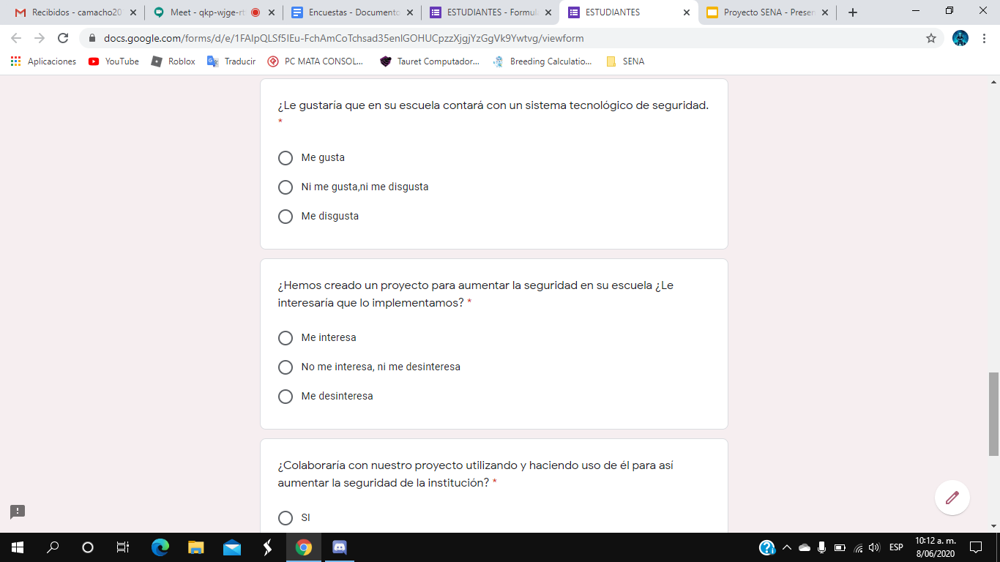 Recibidos - camacho20
Meet - qkp-wjge-rt
Encuestas - Documento
ESTUDIANTES - Formul
ESTUDIANTES
Proyecto SENA - Presen
docs.google.com/forms/d/e/1FAIpQLSf5IEu-FchAmCoTchsad35enIGOHUCpzzXjgjYzGgVk9Ywtvg/viewform
Aplicaciones
YouTube
Roblox
Traducir
PC MATA CONSOL...
Tauret Computador...
Breeding Calculatio...
SENA
¿Le gustaría que en su escuela contará con un sistema tecnológico de seguridad.
*
Me gusta
Ni me gusta,ni me disgusta
Me disgusta
¿Hemos creado un proyecto para aumentar la seguridad en su escuela ¿Le
interesaría que lo implementamos? *
Me interesa
No me interesa, ni me desinteresa
Me desinteresa
¿Colaboraría con nuestro proyecto utilizando y haciendo uso de él para así
aumentar la seguridad de la institución? *
SI
ESP
10:12 a. m.
8/06/2020